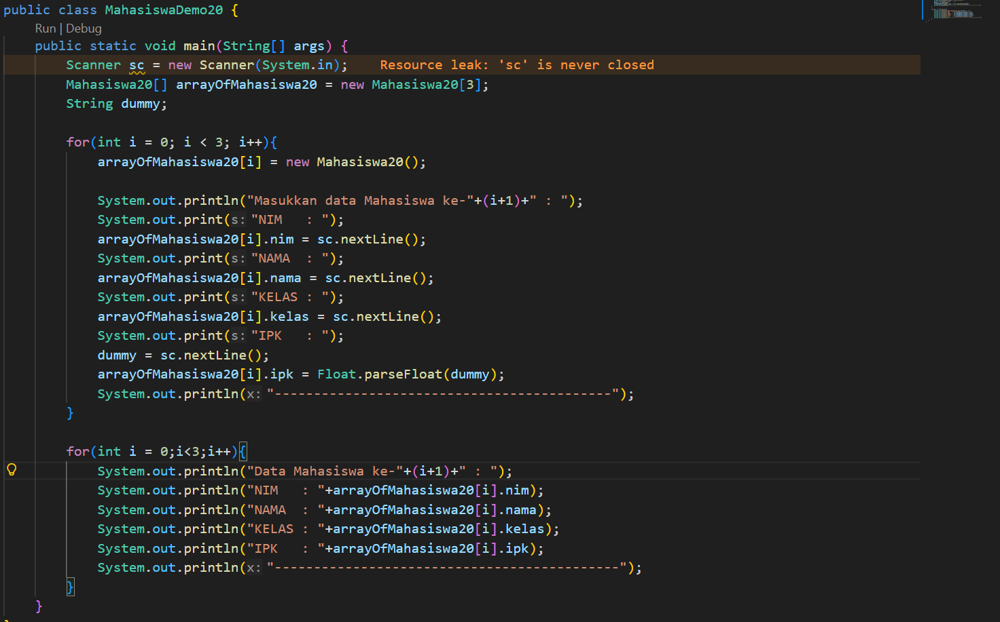 public class MahasiswaDemo20 {
Run | Debug
public static void main(String[] args) {
Scanner sc = new Scanner(System.in);    Resource leak: 'sc' is never closed
Mahasiswa20[] arrayOfMahasiswa20 = new Mahasiswa20[3];
String dummy;
for(int i = 0; i < 3; i++){
arrayOfMahasiswa20[i] = new Mahasiswa20();
System.out.println("Masukkan data Mahasiswa ke-"+(i+1)+" : ");
System.out.print(s: "NIM   : ");
arrayOfMahasiswa20[i].nim = sc.nextLine();
System.out.print(s: "NAMA  : ");
arrayOfMahasiswa20[i].nama = sc.nextLine();
System.out.print(s: "KELAS : ");
arrayOfMahasiswa20[i].kelas = sc.nextLine();
System.out.print(s: "IPK   : ");
dummy = sc.nextLine();
arrayOfMahasiswa20[i].ipk = Float.parseFloat(dummy);
System.out.println(x: "-------------------------------------------");
}
for(int i = 0;i<3;i++){
System.out.println("Data Mahasiswa ke-"+(i+1)+" : ");
System.out.println("NIM   : "+arrayOfMahasiswa20[i].nim);
System.out.println("NAMA  : "+arrayOfMahasiswa20[i].nama);
System.out.println("KELAS : "+arrayOfMahasiswa20[i].kelas);
System.out.println("IPK   : "+arrayOfMahasiswa20[i].ipk);
System.out.println(x: "--------------------------------------------");
}
}